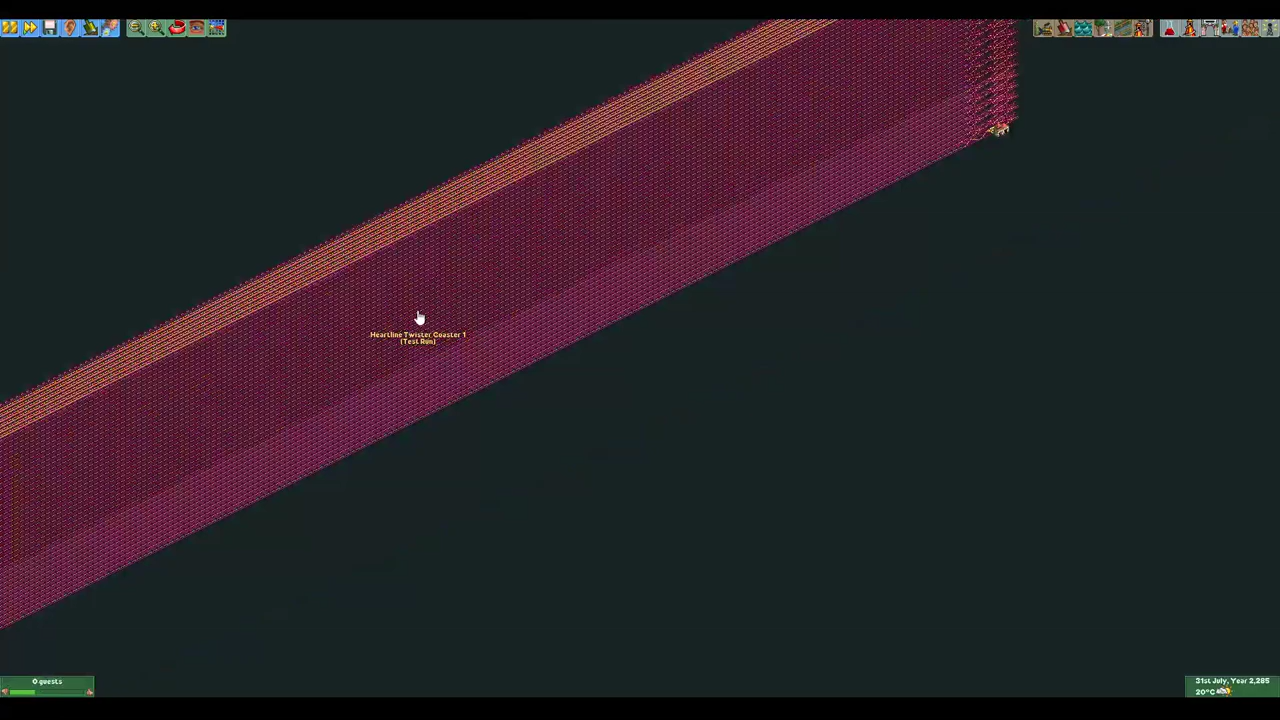 Heartline Twister Coaster 1
(Test Run)
0 guests
31st July, Year 2,285
20°C